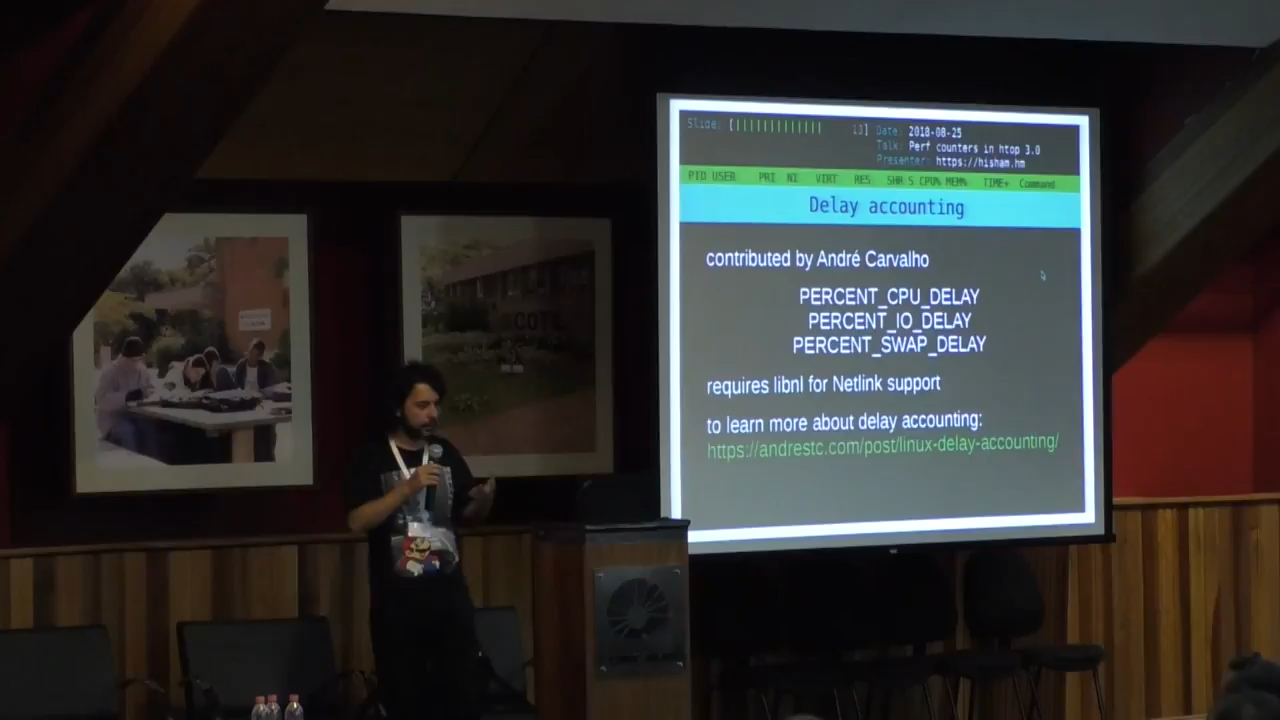 Slide: [||||||||||||| 13]
Date: 2018-08-25
Talk: Perf counters in htop 3.0
Presenter: https://hisham.hm
PID USER PRI NI VIRT RES SHR S CPU% MEM% TIME+ Command
Delay accounting
contributed by André Carvalho
PERCENT_CPU_DELAY
PERCENT_IO_DELAY
PERCENT_SWAP_DELAY
requires libnl for Netlink support
to learn more about delay accounting:
https://andrestc.com/post/linux-delay-accounting/